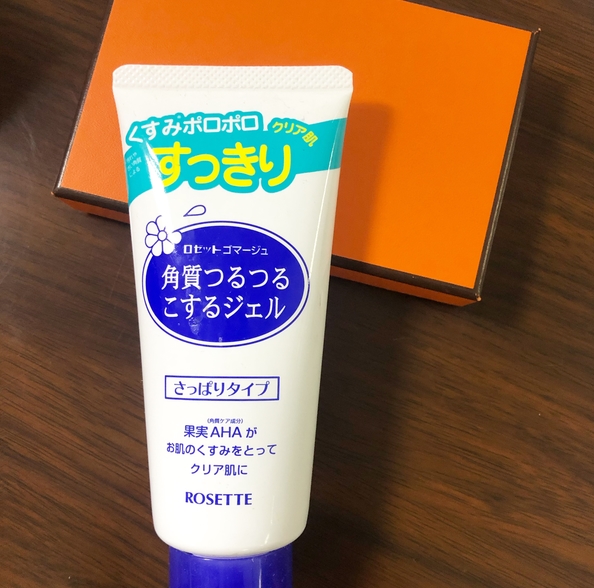 くすみポロポロ クリア肌
すっきり
ロゼットゴマージュ
角質つるつる
こするジェル
さっぱりタイプ
(角質ケア成分)
果実AHAが
お肌のくすみをとって
クリア肌に
ROSETTE